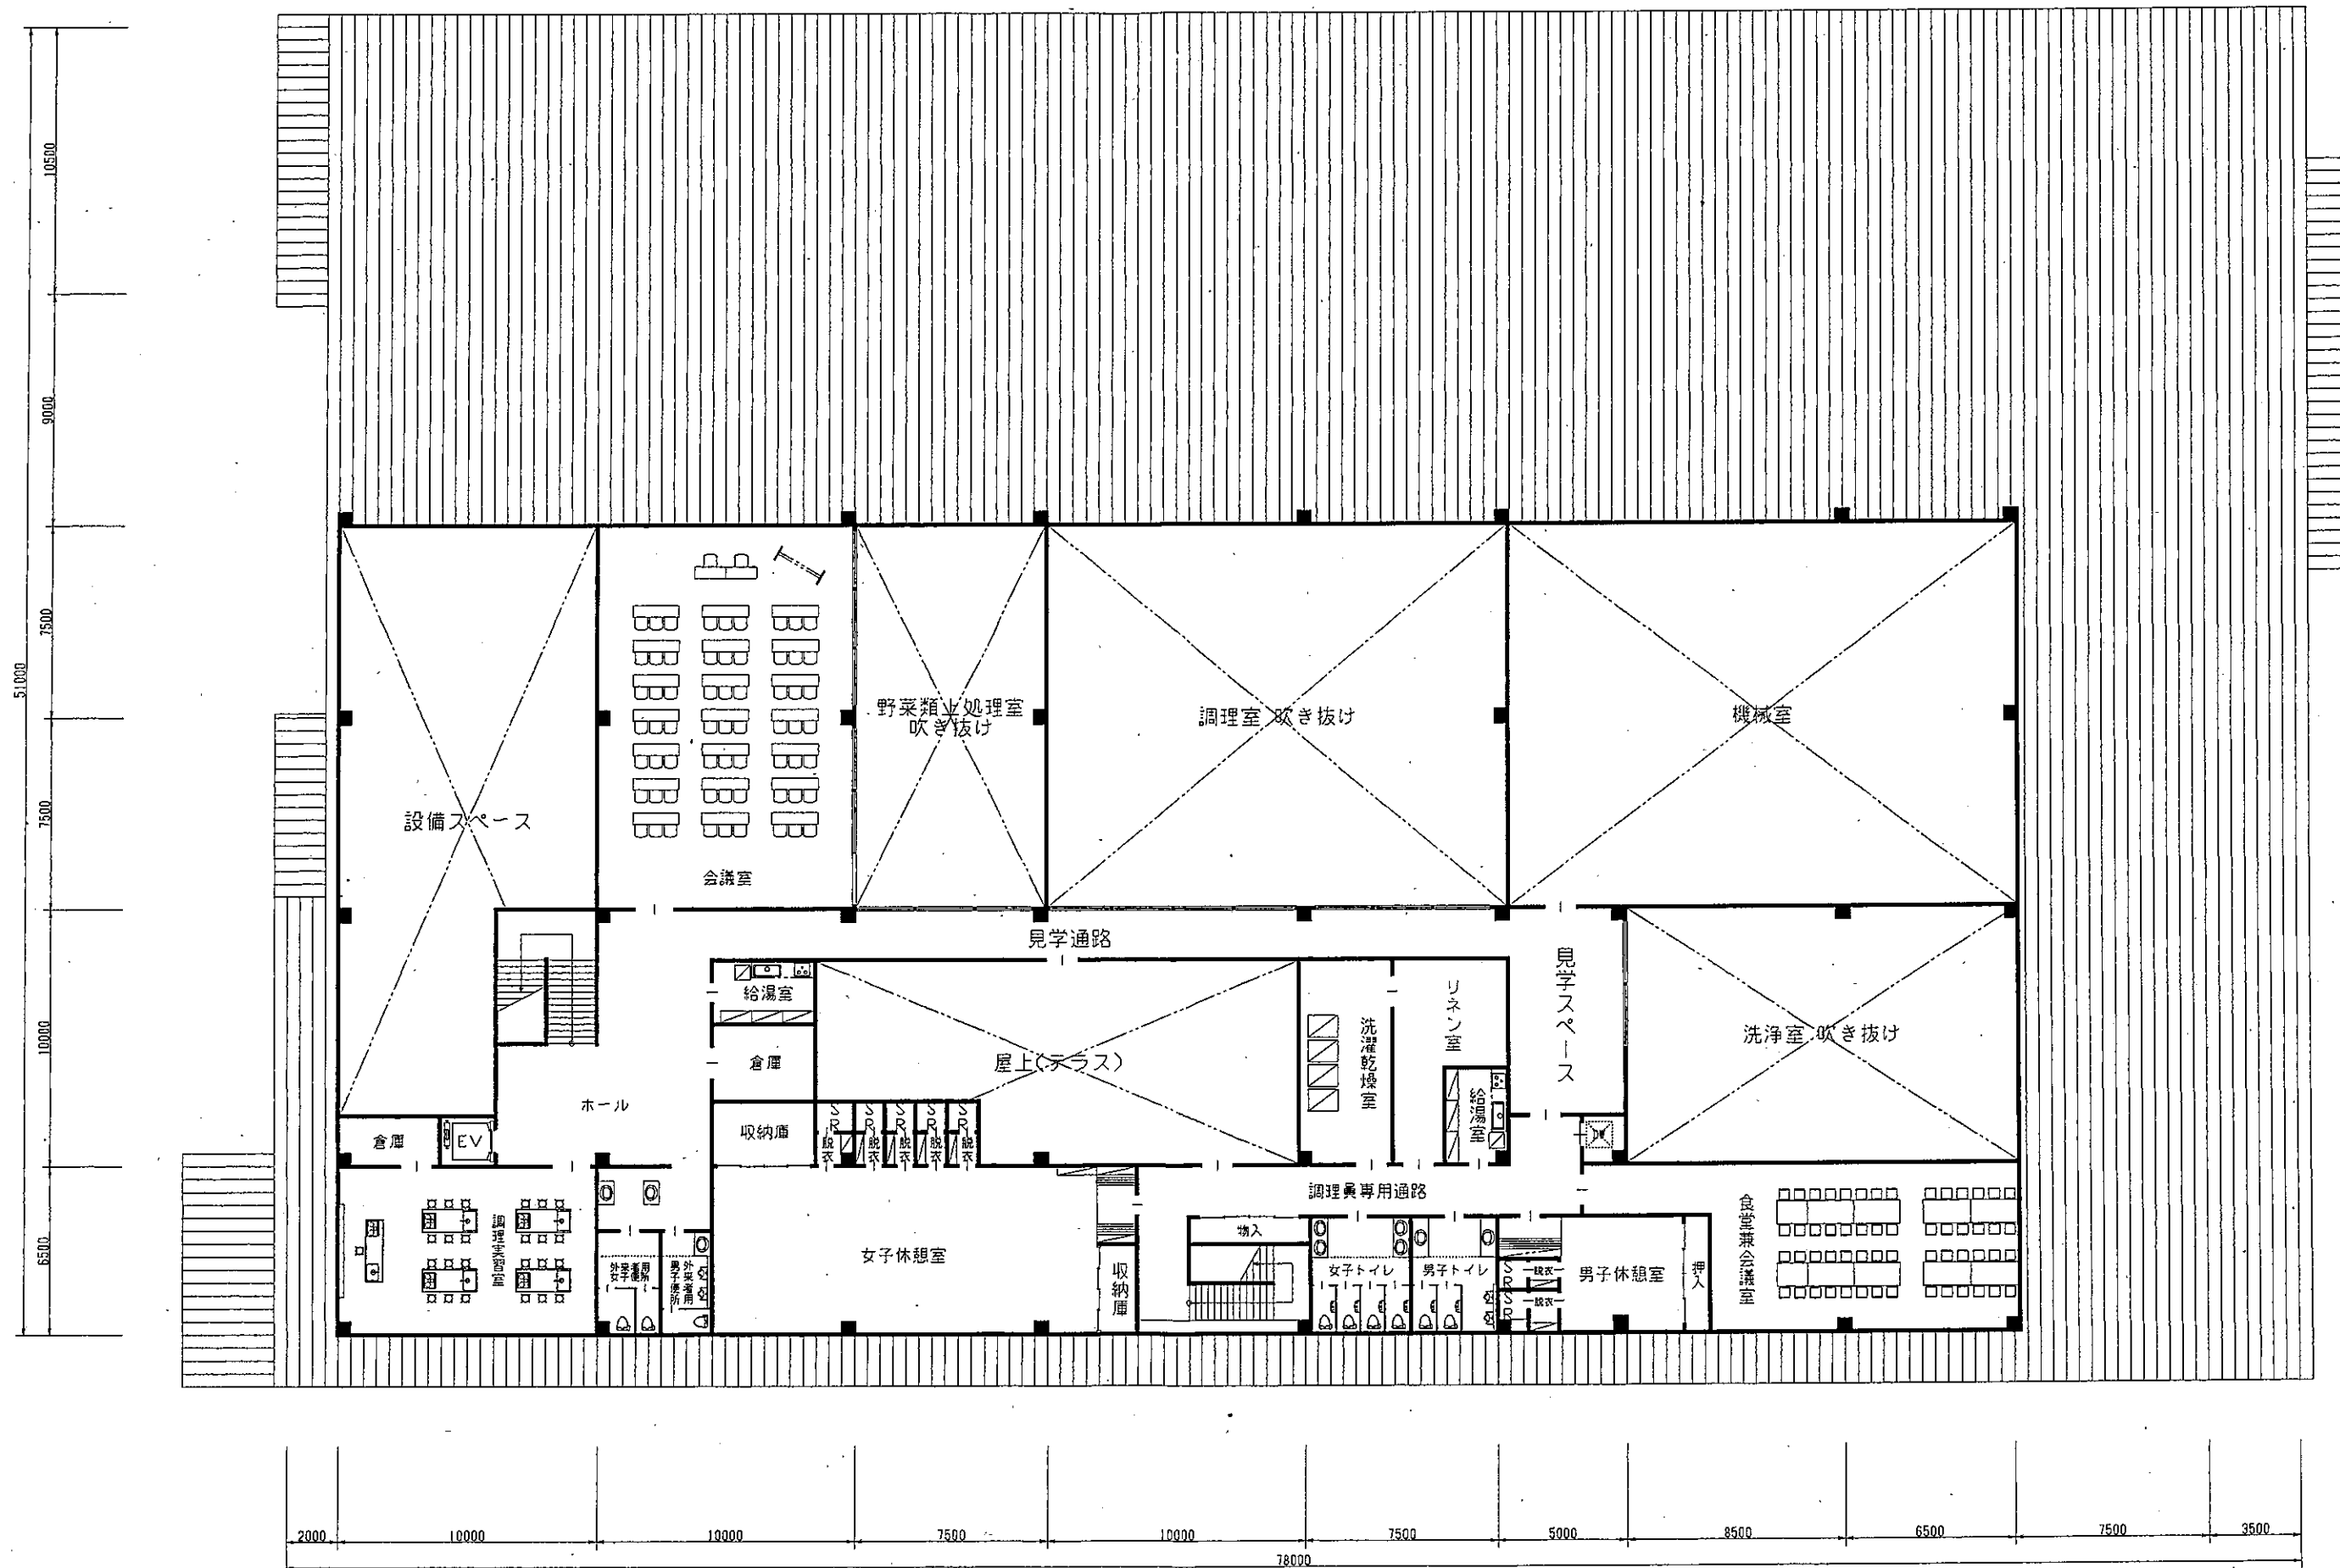 10500
9000
7500
51000
7500
10000
6500
野菜類上処理室
吹き抜け
調理室 吹き抜け
機械室
設備スペース
会議室
見学通路
見学スペース
給湯室
リネン室
洗濯乾燥室
洗浄室 吹き抜け
倉庫
屋上(テラス)
ホール
給湯室
収納庫
SR
SR
SR
SR
SR
脱衣
脱衣
脱衣
脱衣
脱衣
倉庫
EV
DW
調理員専用通路
調理実習室
食堂兼会議室
物入
女子休憩室
外来者用
女子便所
外来者用
男子便所
収納庫
女子トイレ
男子トイレ
SR
脱衣
SR
脱衣
男子休憩室
押入
2000
10000
10000
7500
10000
7500
5000
8500
6500
7500
3500
78000